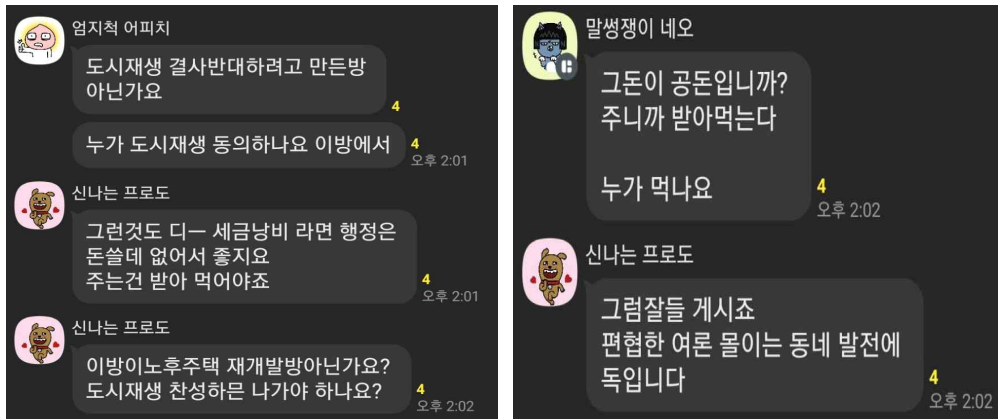 엄지척 어피치
도시재생 결사반대하려고 만든방
아닌가요
4
누가 도시재생 동의하나요 이방에서
4
오후 2:01
신나는 프로도
그런것도 디ㅡ 세금낭비 라면 행정은
돈쓸데 없어서 좋지요
주는건 받아 먹어야죠
4
오후 2:01
신나는 프로도
이방이노후주택 재개발방아닌가요?
도시재생 찬성하믄 나가야 하나요?
4
오후 2:02
말썽쟁이 네오
그돈이 공돈입니까?
주니까 받아먹는다
누가 먹나요
4
오후 2:02
신나는 프로도
그럼잘들 게시죠
편협한 여론 몰이는 동네 발전에
독입니다
4
오후 2:02